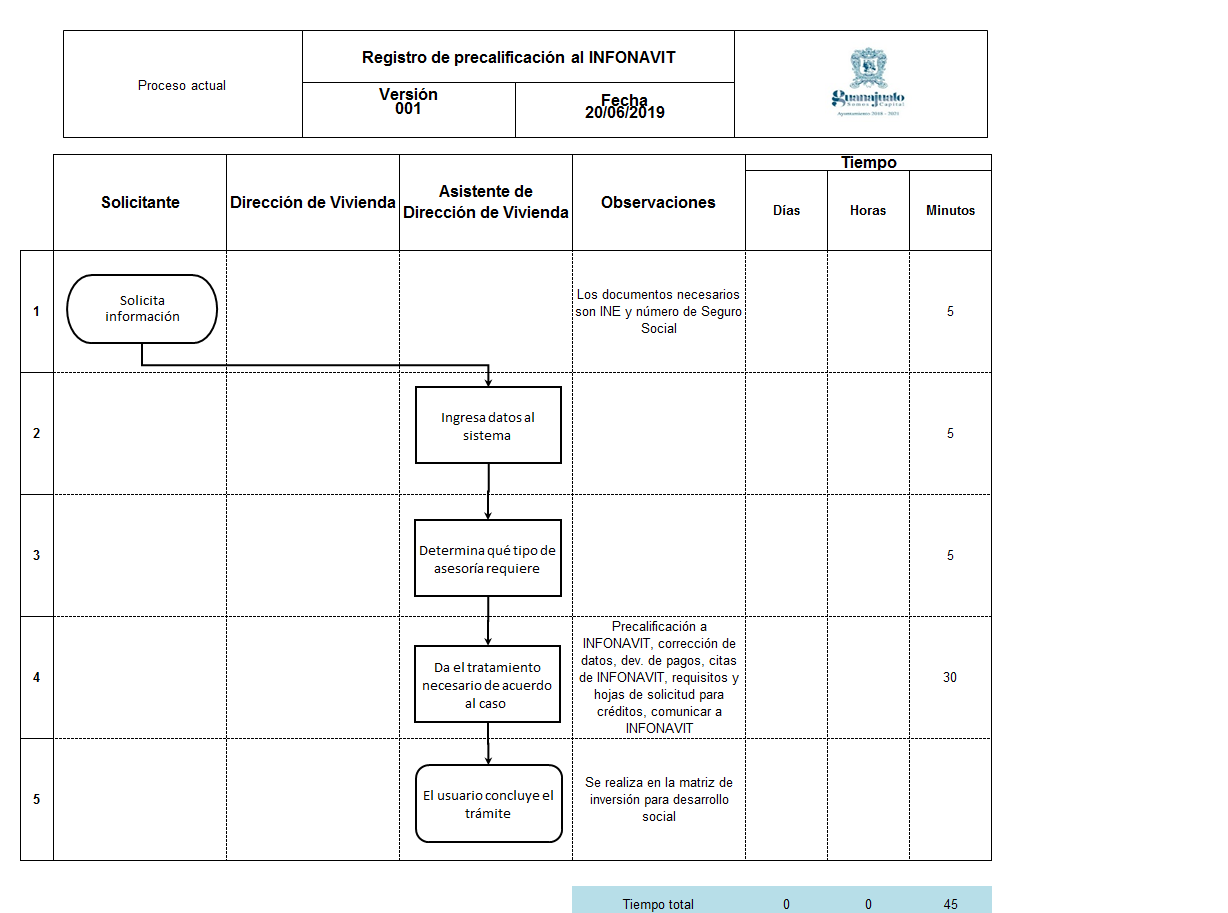 Proceso actual
Registro de precalificación al INFONAVIT
Versión
001
Fecha
20/06/2019
guanajuato
Somos Capital
Solicitante
Dirección de Vivienda
Asistente de
Dirección de Vivienda
Observaciones
Tiempo
Días
Horas
Minutos
1
Solicita
información
Los documentos necesarios
son INE y número de Seguro
Social
5
2
Ingresa datos al
sistema
5
3
Determina qué tipo de
asesoría requiere
5
4
Da el tratamiento
necesario de acuerdo
al caso
Precalificación a
INFONAVIT, corrección de
datos, dev. de pagos, citas
de INFONAVIT, requisitos y
hojas de solicitud para
créditos, comunicar a
INFONAVIT
30
5
El usuario concluye el
trámite
Se realiza en la matriz de
inversión para desarrollo
social
Tiempo total
0
0
45